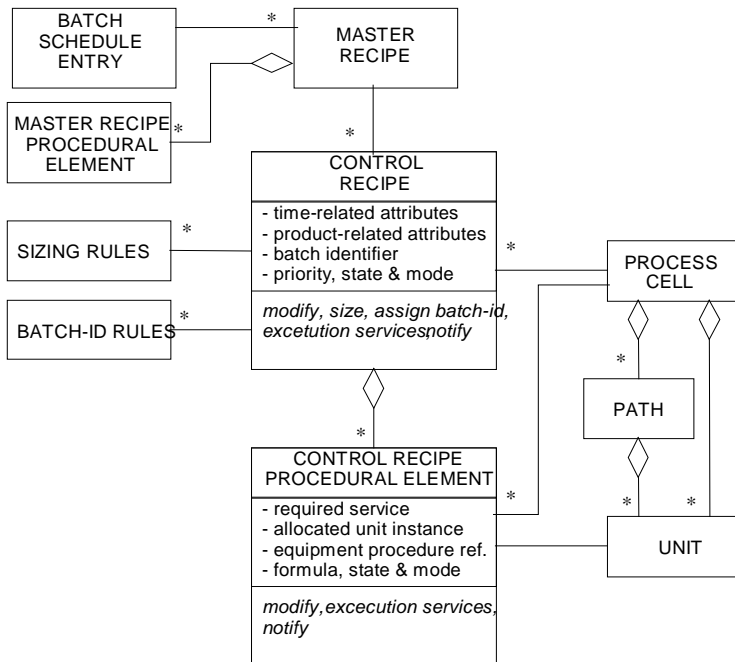 BATCH
SCHEDULE
ENTRY
*
MASTER
RECIPE
MASTER RECIPE
PROCEDURAL
ELEMENT
*
*
CONTROL
RECIPE
- time-related attributes
- product-related attributes
- batch identifier
- priority, state & mode
modify, size, assign batch-id,
excetution services,notify
SIZING RULES
*
BATCH-ID RULES
*
*
PROCESS
CELL
*
PATH
*
*
UNIT
*
CONTROL RECIPE
PROCEDURAL ELEMENT
*
- required service
- allocated unit instance
- equipment procedure ref.
- formula, state & mode
modify,excecution services,
notify